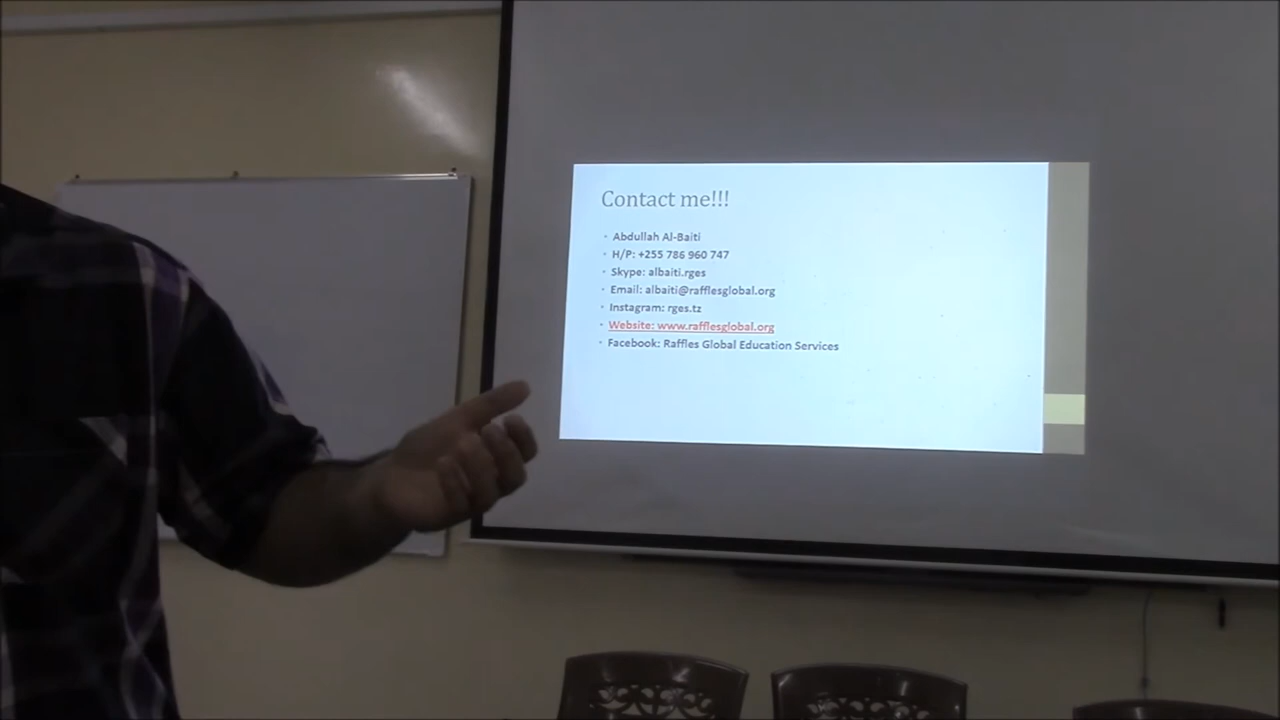 Contact me!!!
• Abdullah Al-Baiti
• H/P: +255 786 960 747
• Skype: albaiti.rges
• Email: albaiti@rafflesglobal.org
• Instagram: rges.tz
• Website: www.rafflesglobal.org
• Facebook: Raffles Global Education Services